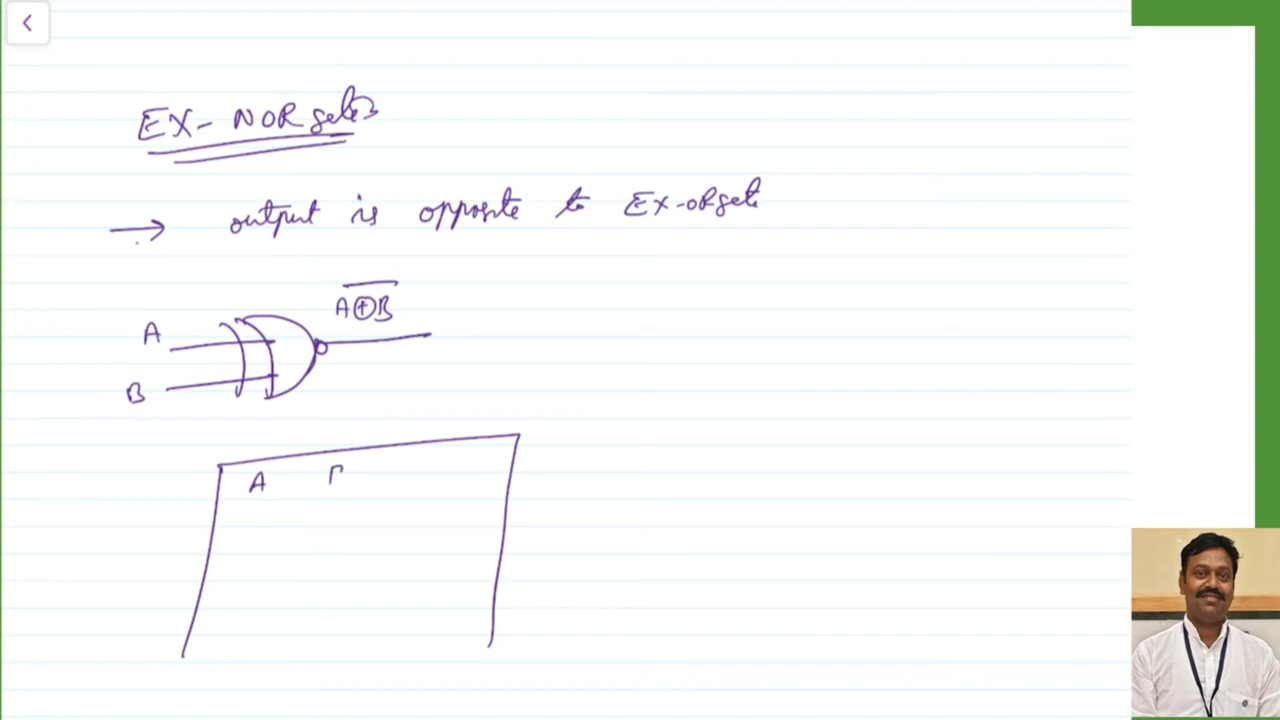 EX-NOR gate
→ output is opposite to EX-OR gate
A̅ ̅⊕̅ ̅B̅
A
B
A